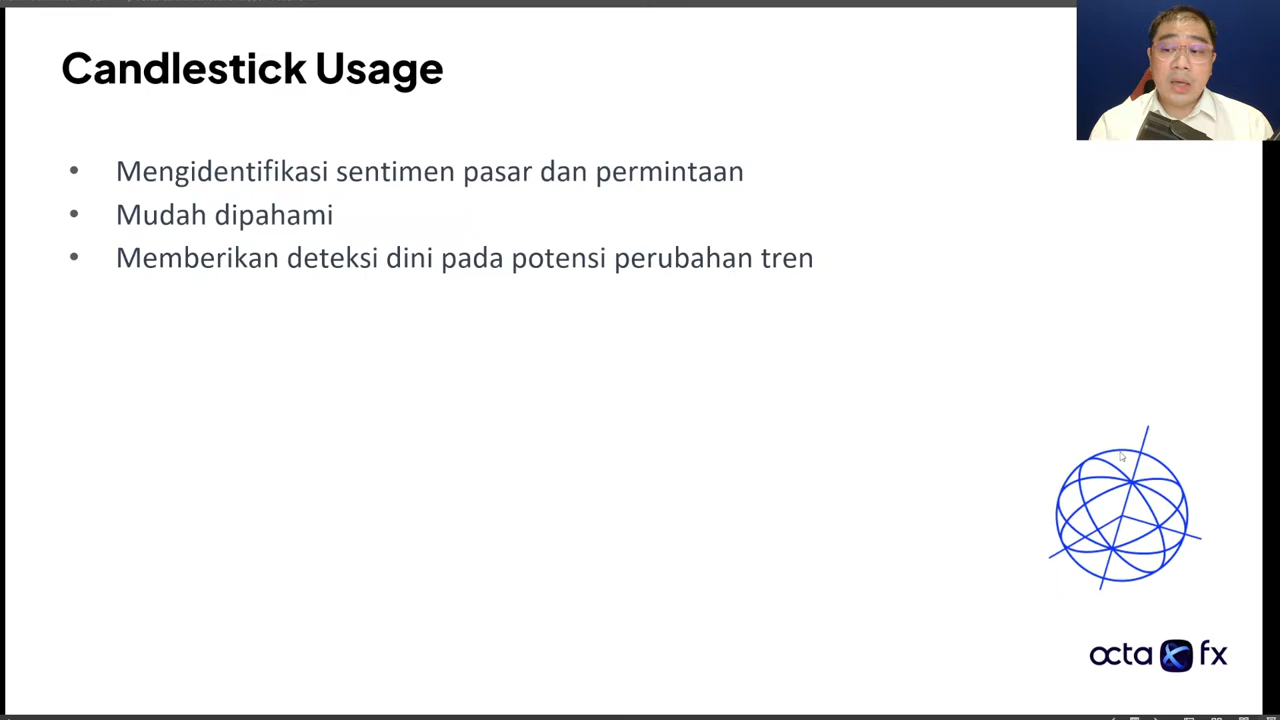 Candlestick Usage
• Mengidentifikasi sentimen pasar dan permintaan
• Mudah dipahami
• Memberikan deteksi dini pada potensi perubahan tren
octa fx